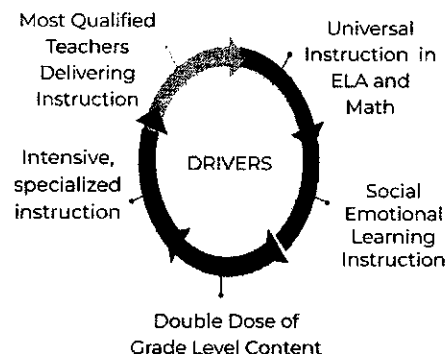 Most Qualified
Teachers
Delivering
Instruction
Universal
Instruction in
ELA and
Math
Intensive,
specialized
instruction
DRIVERS
Social
Emotional
Learning
Instruction
Double Dose of
Grade Level Content